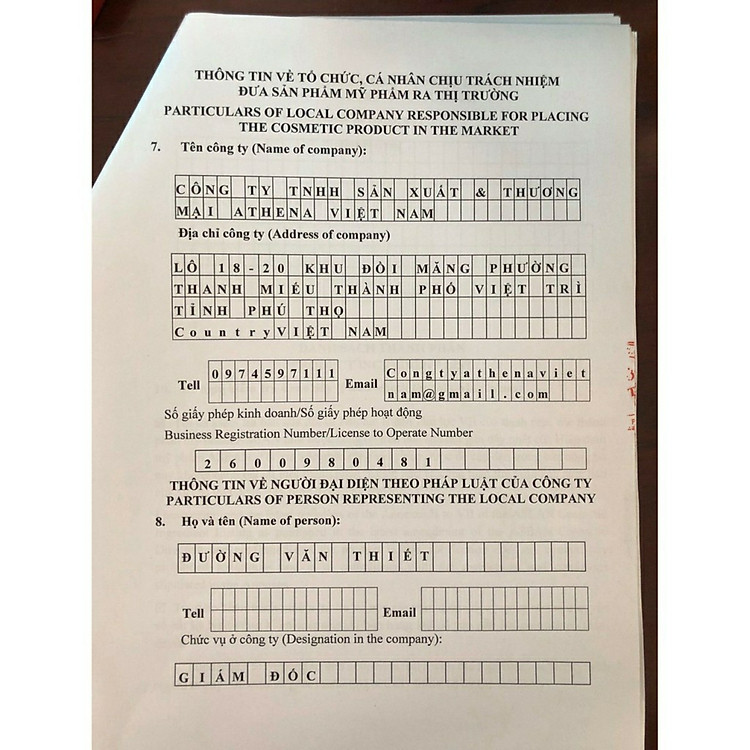 THÔNG TIN VỀ TỔ CHỨC, CÁ NHÂN CHỊU TRÁCH NHIỆM
ĐƯA SẢN PHẨM MỸ PHẨM RA THỊ TRƯỜNG
PARTICULARS OF LOCAL COMPANY RESPONSIBLE FOR PLACING
THE COSMETIC PRODUCT IN THE MARKET
7. Tên công ty (Name of company):
CÔNG TY TNHH SẢN XUẤT & THƯƠNG
MẠI ATHENA VIỆT NAM
Địa chỉ công ty (Address of company)
LÔ 18-20 KHU ĐỒI MĂNG PHƯỜNG
THANH MIẾU THÀNH PHỐ VIỆT TRÌ
TỈNH PHÚ THỌ
Country VIỆT NAM
Tell 0974597111 Email Congtyathenaviet
nam@gmail.com
Số giấy phép kinh doanh/Số giấy phép hoạt động
Business Registration Number/License to Operate Number
2600980481
THÔNG TIN VỀ NGƯỜI ĐẠI DIỆN THEO PHÁP LUẬT CỦA CÔNG TY
PARTICULARS OF PERSON REPRESENTING THE LOCAL COMPANY
8. Họ và tên (Name of person):
ĐƯỜNG VĂN THIẾT
Tell Email
Chức vụ ở công ty (Designation in the company):
GIÁM ĐỐC